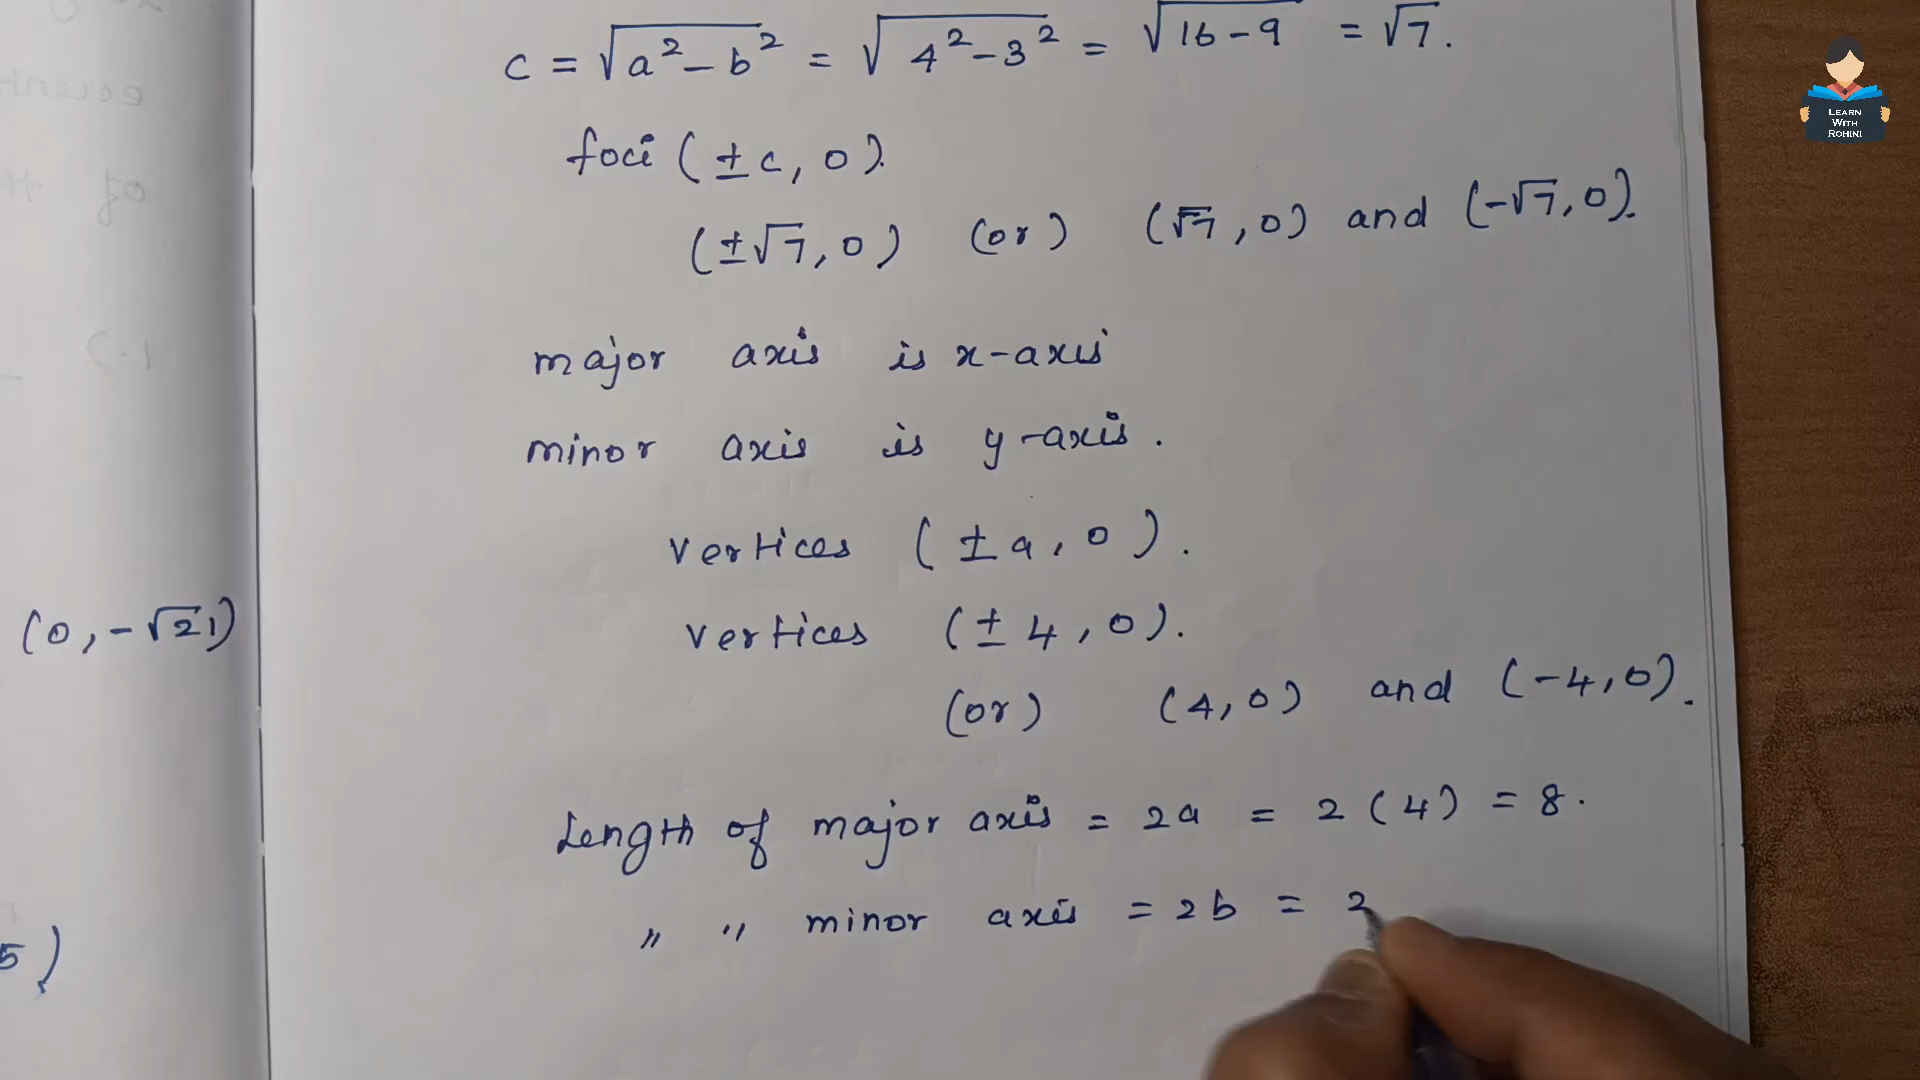 c = √a²-b² = √4²-3² = √16-9 = √7.
foci (±c, 0).
(±√7, 0) (or) (√7, 0) and (-√7, 0).
major axis is x-axis
minor axis is y-axis.
vertices (±a, 0).
vertices (±4, 0).
(or) (4, 0) and (-4, 0).
Length of major axis = 2a = 2(4) = 8.
" " minor axis = 2b = 2
(0, -√21)
5)
LEARN
WITH
ROHINI